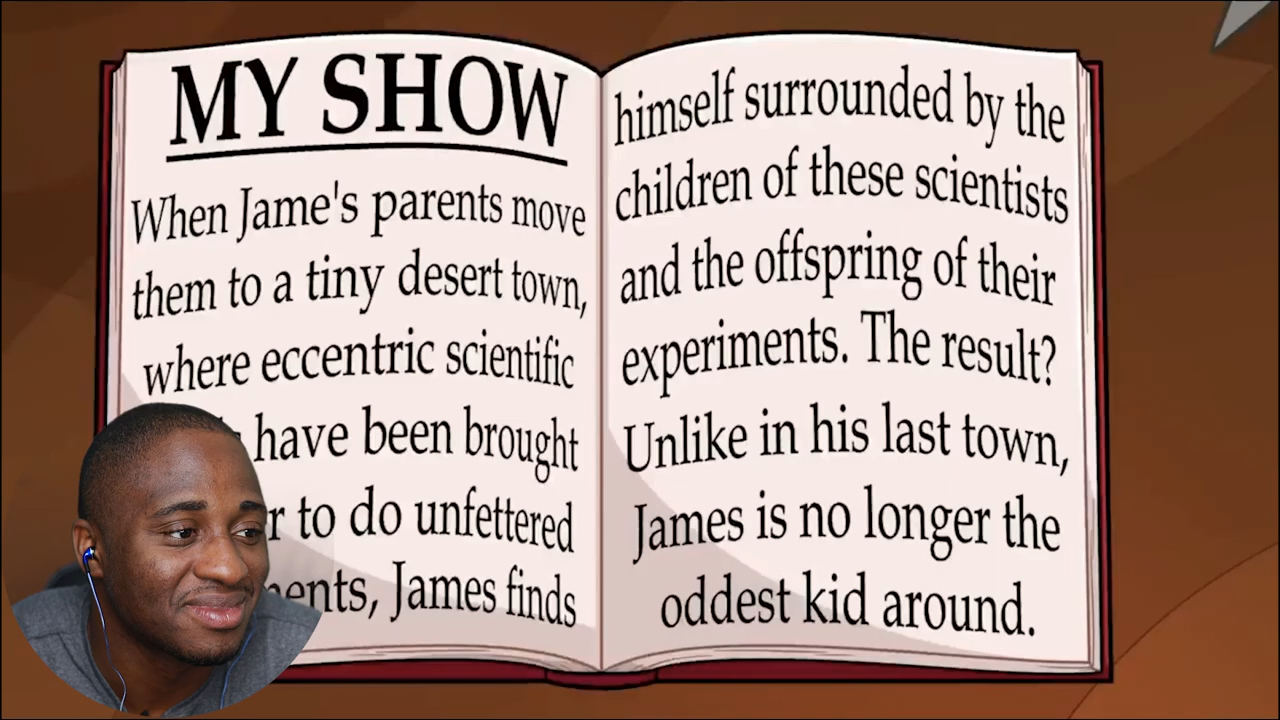 MY SHOW
When Jame's parents move
them to a tiny desert town,
where eccentric scientific
have been brought
to do unfettered
James finds
himself surrounded by the
children of these scientists
and the offspring of their
experiments. The result?
Unlike in his last town,
James is no longer the
oddest kid around.